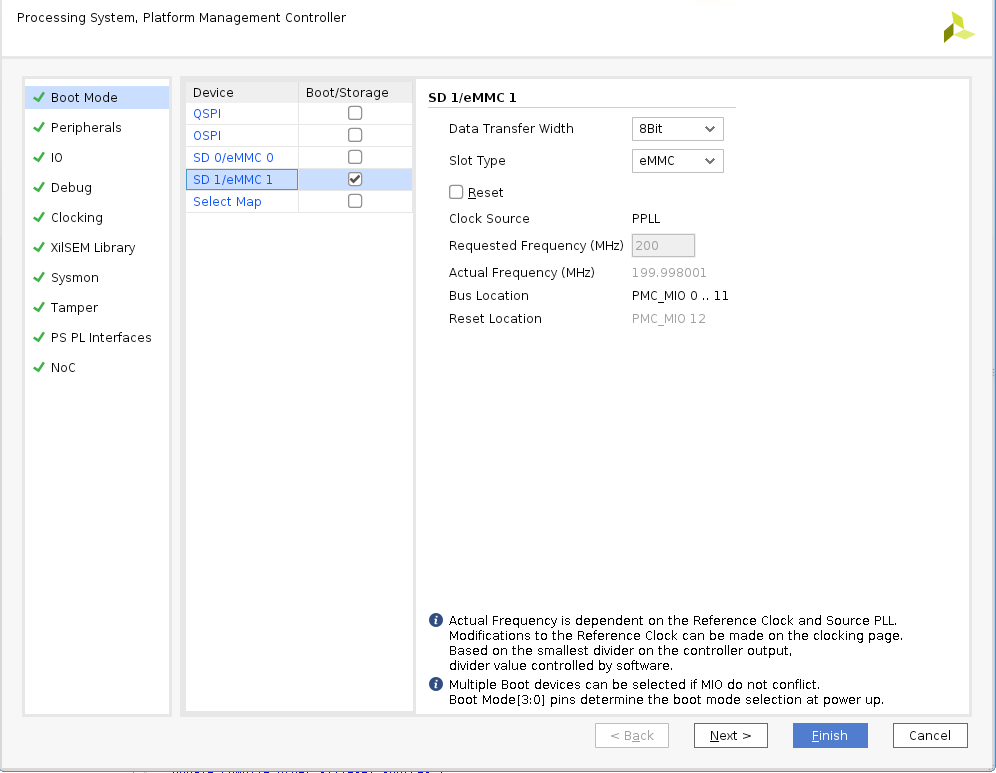 Processing System, Platform Management Controller
Boot Mode
Peripherals
IO
Debug
Clocking
XilSEM Library
Sysmon
Tamper
PS PL Interfaces
NoC
Device Boot/Storage
QSPI
OSPI
SD 0/eMMC 0
SD 1/eMMC 1
Select Map
SD 1/eMMC 1
Data Transfer Width 8Bit
Slot Type eMMC
Reset
Clock Source PPLL
Requested Frequency (MHz) 200
Actual Frequency (MHz) 199.998001
Bus Location PMC_MIO 0 .. 11
Reset Location PMC_MIO 12
Actual Frequency is dependent on the Reference Clock and Source PLL.
Modifications to the Reference Clock can be made on the clocking page.
Based on the smallest divider on the controller output,
divider value controlled by software.
Multiple Boot devices can be selected if MIO do not conflict.
Boot Mode[3:0] pins determine the boot mode selection at power up.
< Back Next > Finish Cancel